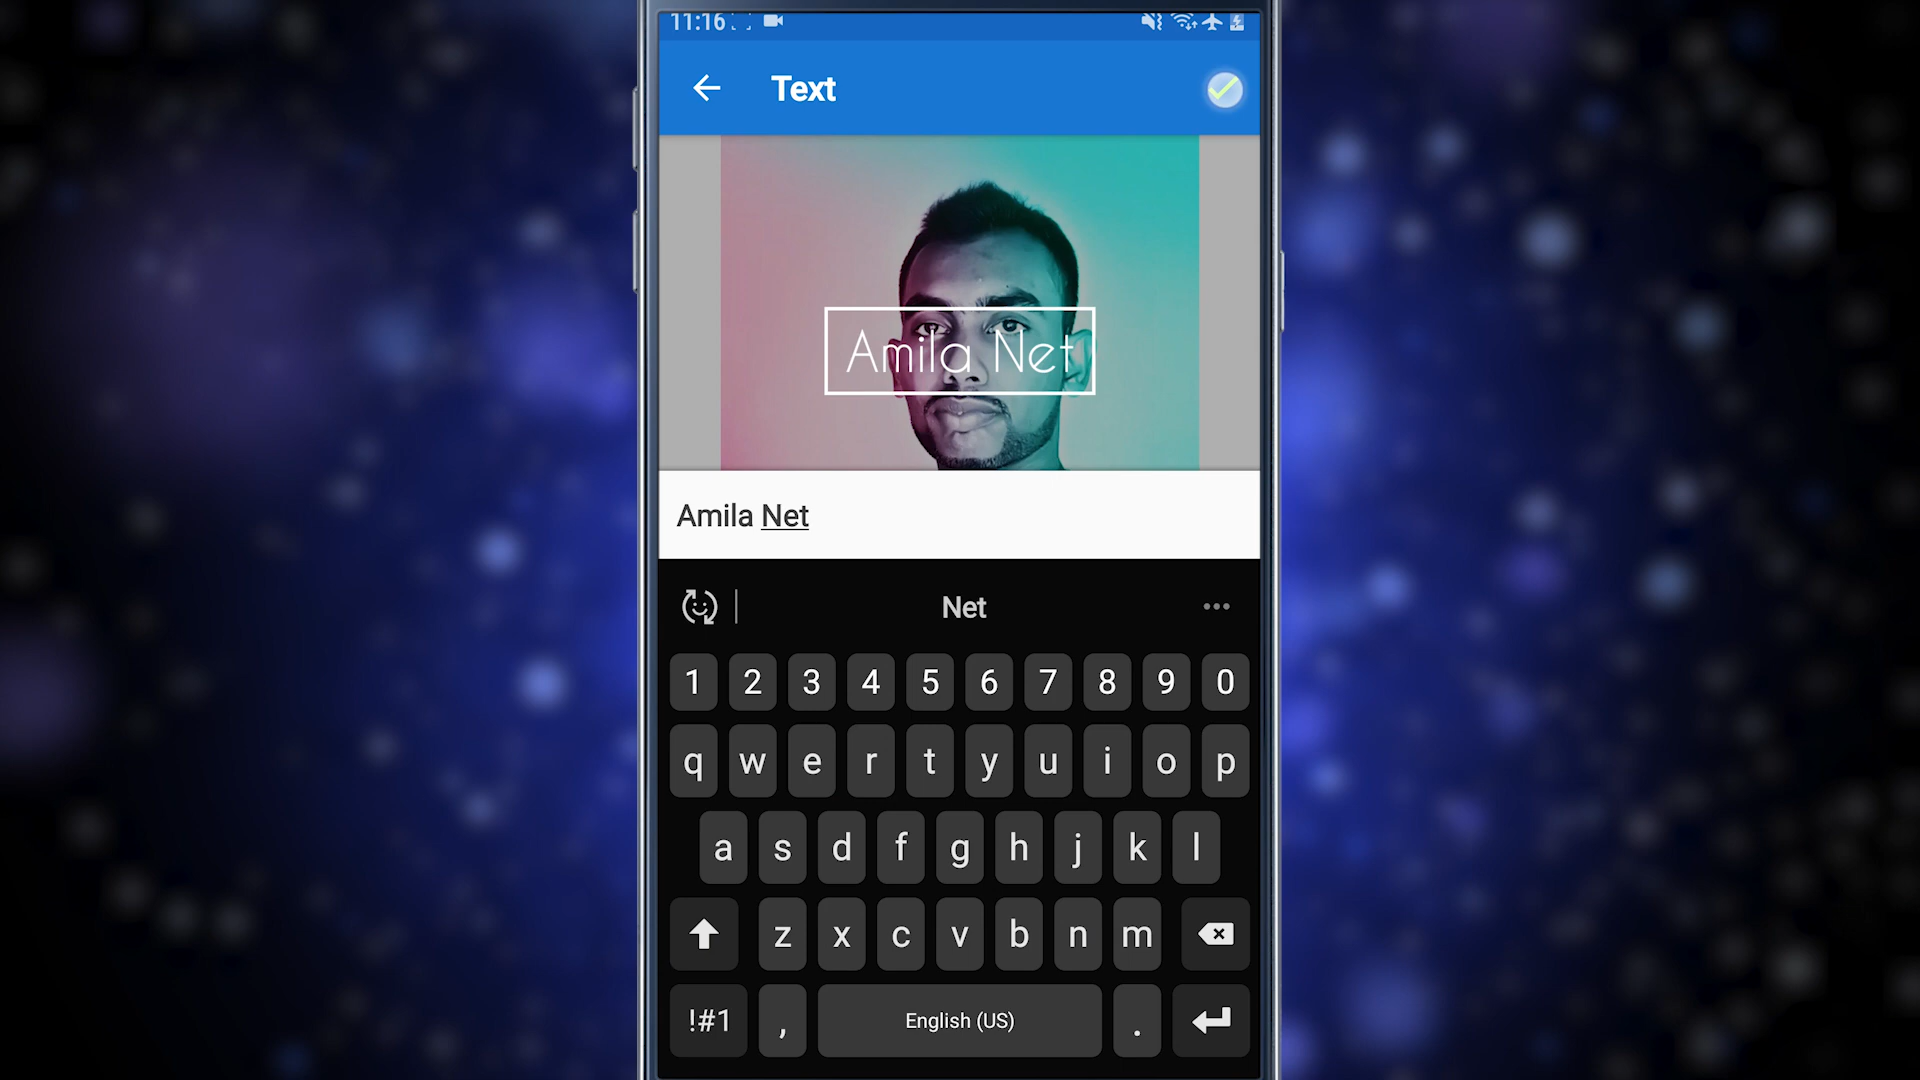 11:16
Text
Amila Net
Amila Net
Net
1 2 3 4 5 6 7 8 9 0
q w e r t y u i o p
a s d f g h j k l
z x c v b n m
!#1 , English (US) .